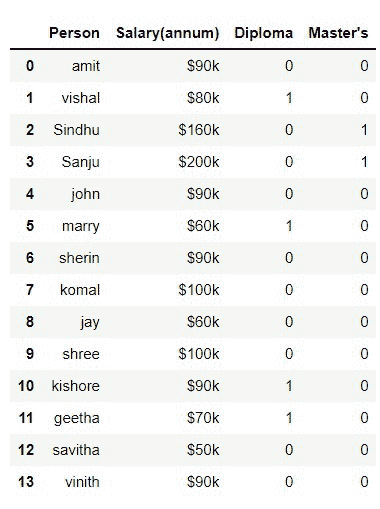 Person Salary(annum) Diploma Master's
0 amit $90k 0 0
1 vishal $80k 1 0
2 Sindhu $160k 0 1
3 Sanju $200k 0 1
4 john $90k 0 0
5 marry $60k 1 0
6 sherin $90k 0 0
7 komal $100k 0 0
8 jay $60k 0 0
9 shree $100k 0 0
10 kishore $90k 1 0
11 geetha $70k 1 0
12 savitha $50k 0 0
13 vinith $90k 0 0